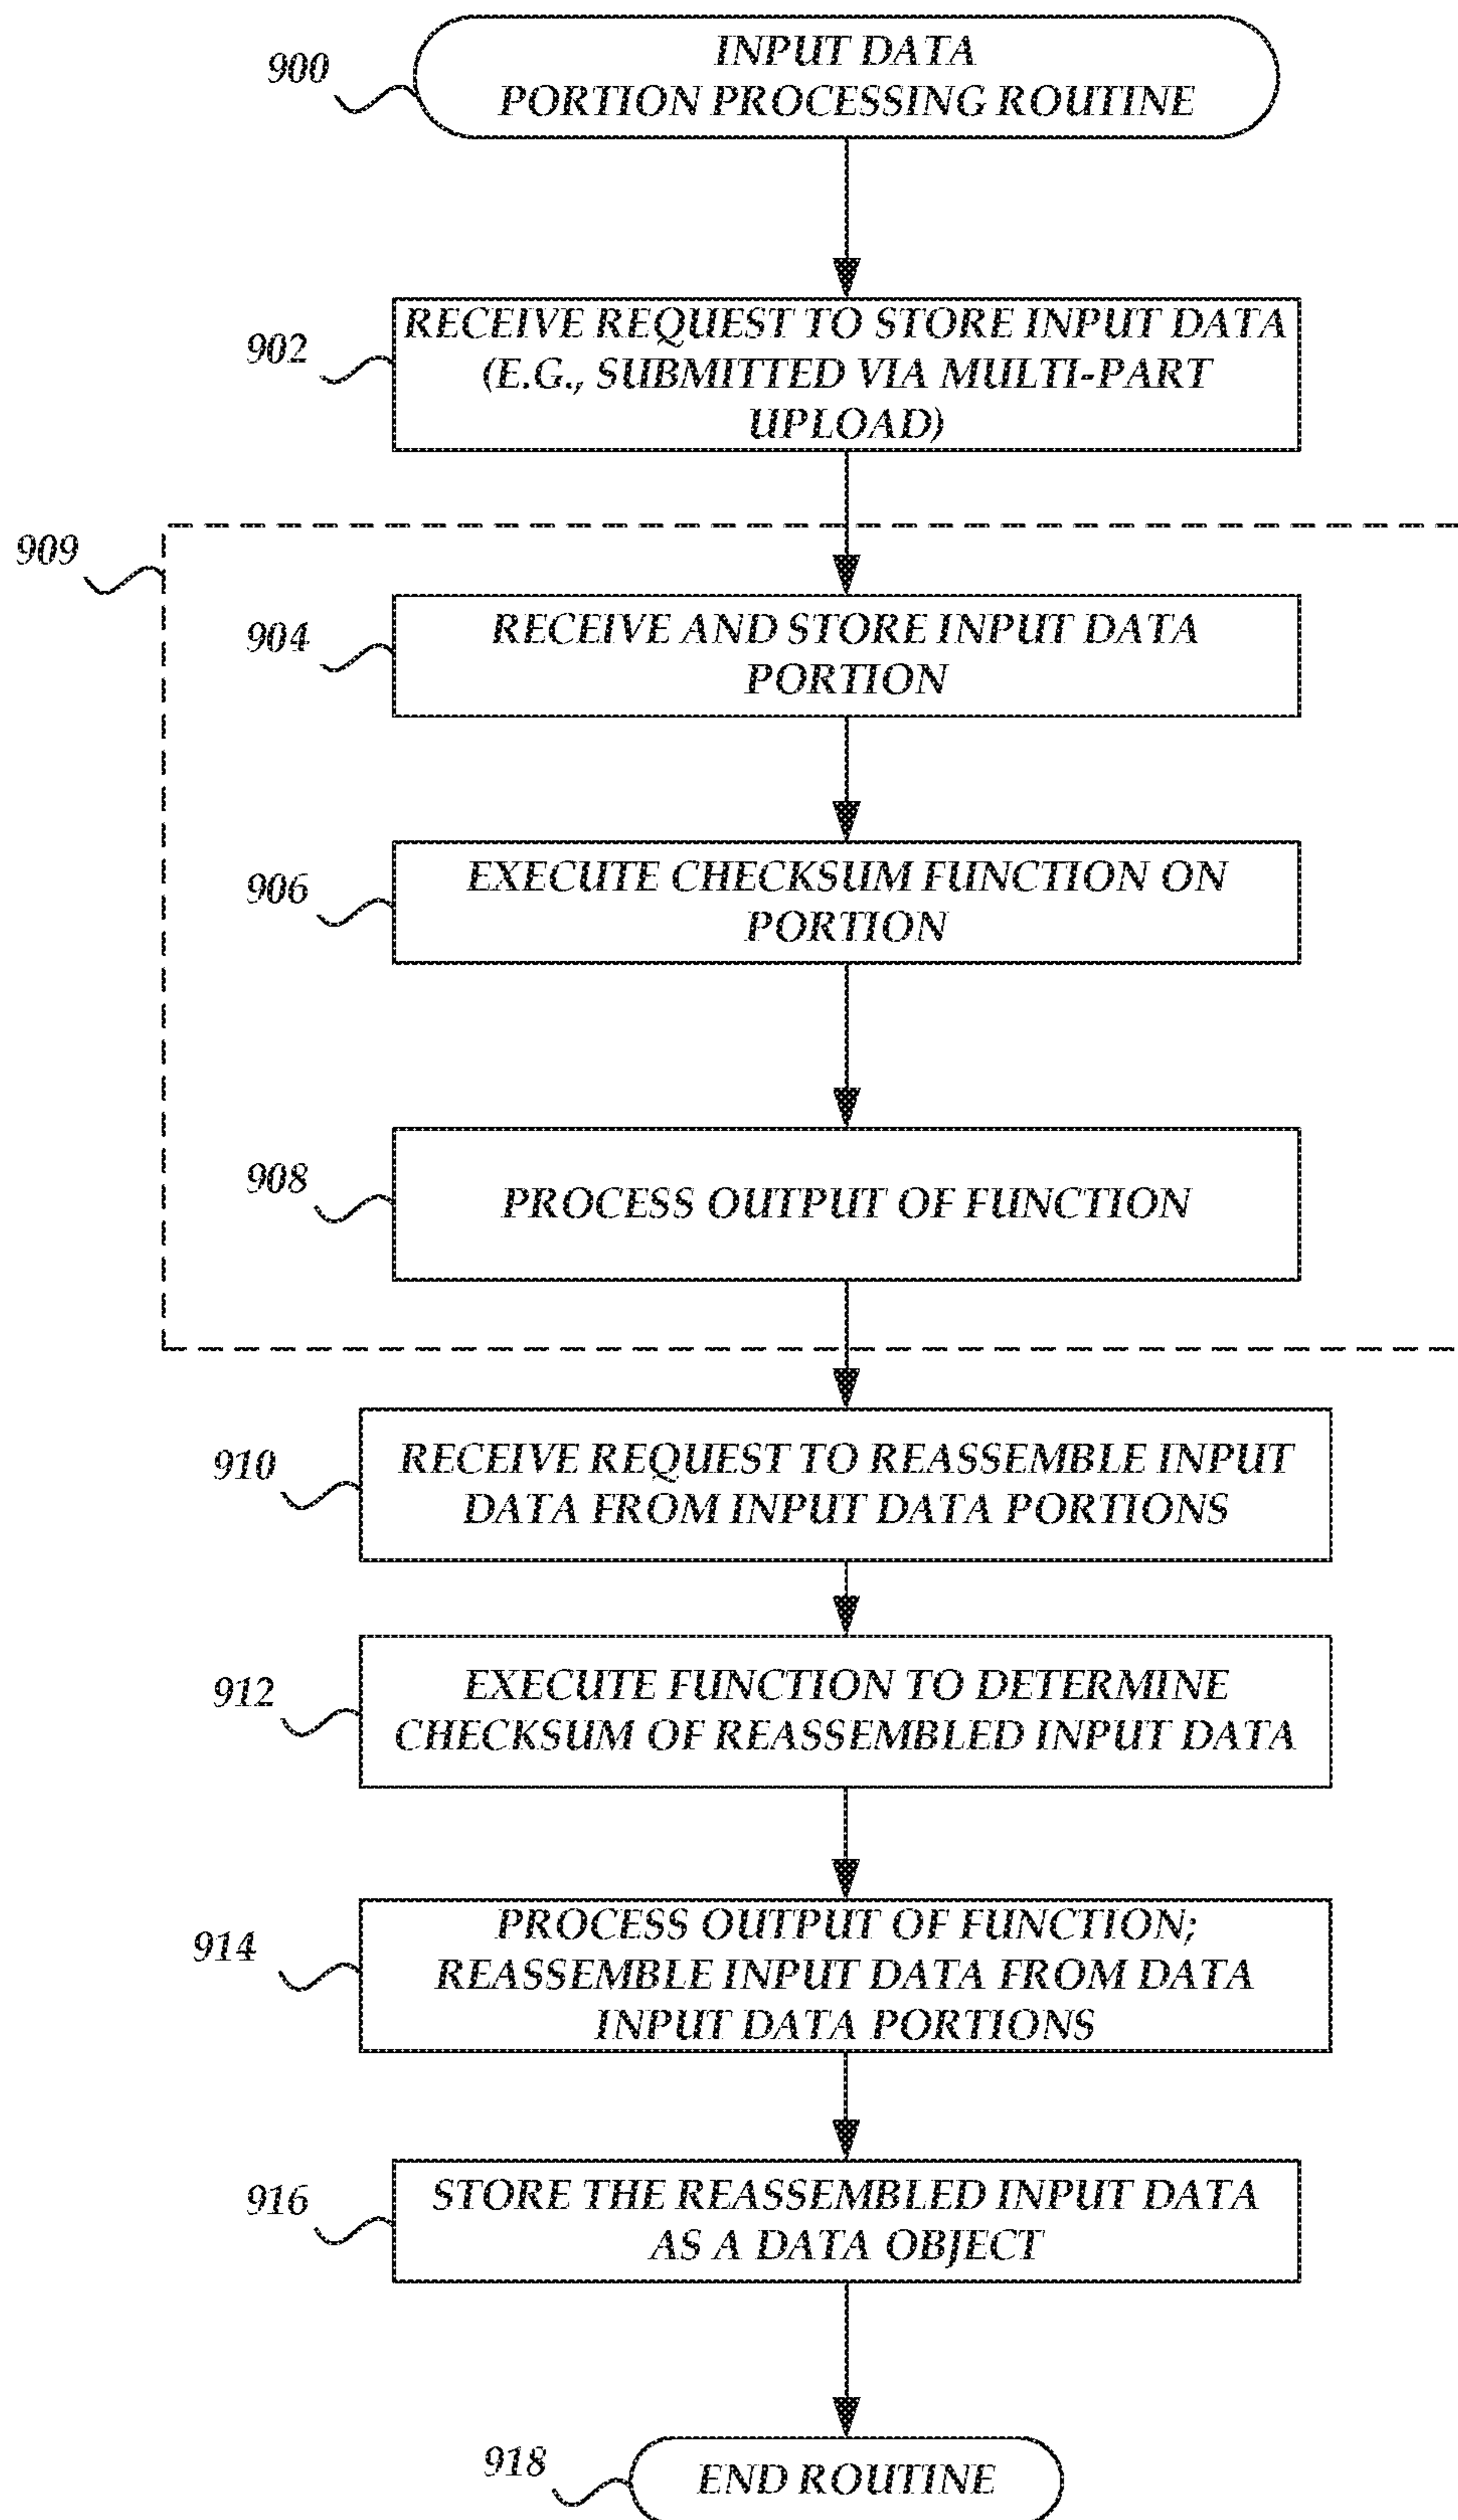 900
INPUT DATA
PORTION PROCESSING ROUTINE
902
RECEIVE REQUEST TO STORE INPUT DATA
(E.G., SUBMITTED VIA MULTI-PART
UPLOAD)
909
904
RECEIVE AND STORE INPUT DATA
PORTION
906
EXECUTE CHECKSUM FUNCTION ON
PORTION
908
PROCESS OUTPUT OF FUNCTION
910
RECEIVE REQUEST TO REASSEMBLE INPUT
DATA FROM INPUT DATA PORTIONS
912
EXECUTE FUNCTION TO DETERMINE
CHECKSUM OF REASSEMBLED INPUT DATA
914
PROCESS OUTPUT OF FUNCTION;
REASSEMBLE INPUT DATA FROM DATA
INPUT DATA PORTIONS
916
STORE THE REASSEMBLED INPUT DATA
AS A DATA OBJECT
918
END ROUTINE